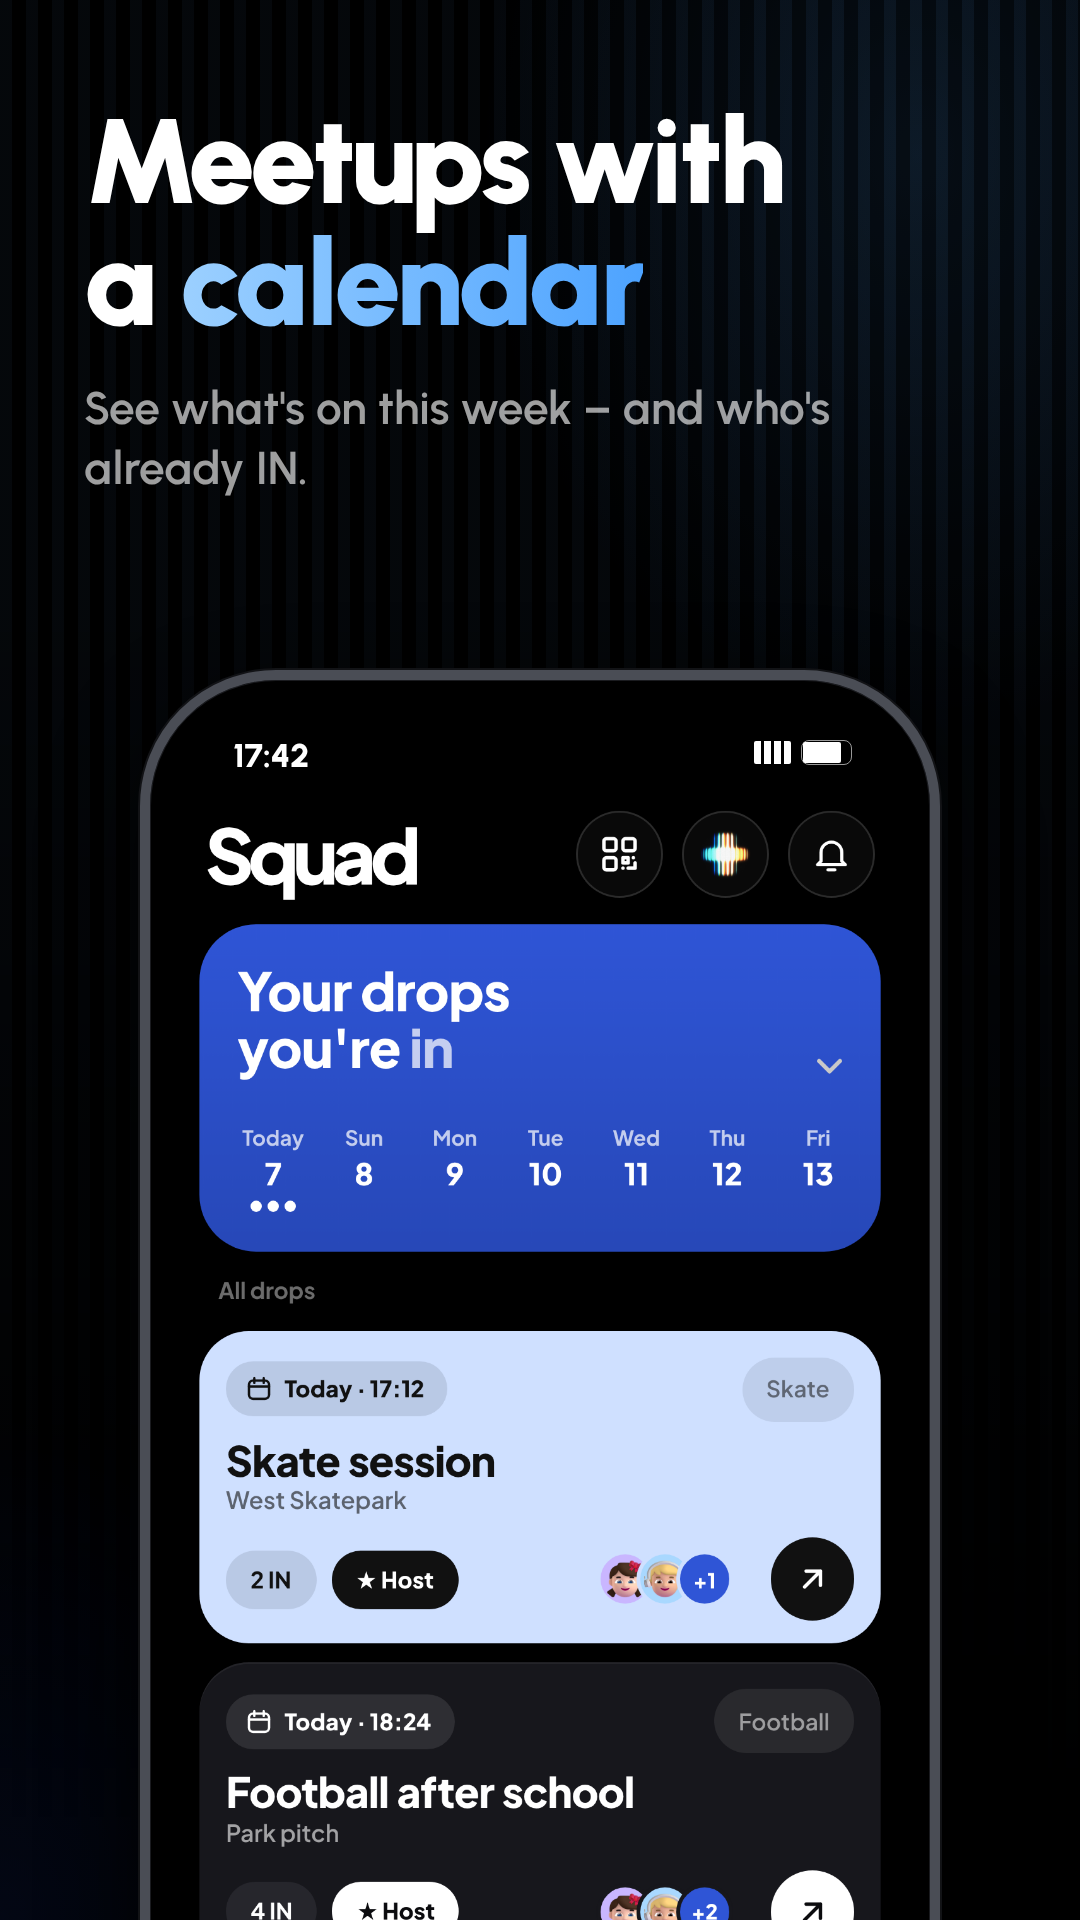 Meetups with
a calendar
See what's on this week – and who's
already IN.
17:42
Squad
Your drops
you're in
Today Sun Mon Tue Wed Thu Fri
7 8 9 10 11 12 13
All drops
Today · 17:12 Skate
Skate session
West Skatepark
2 IN ★ Host +1
Today · 18:24 Football
Football after school
Park pitch
4 IN ★ Host +2